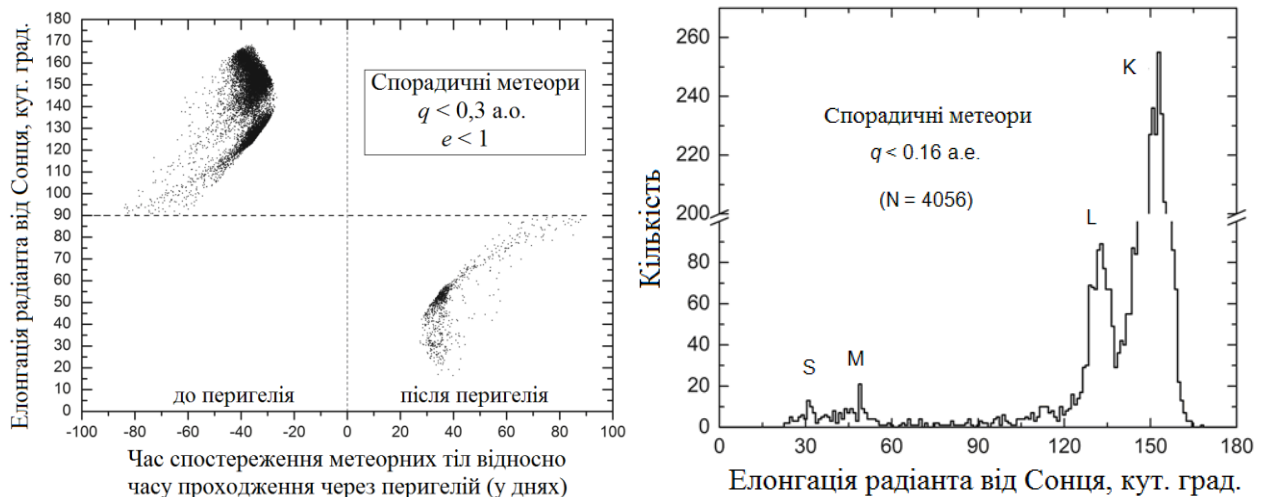 Елонгація радіанта від Сонця, кут. град.
180
170
160
150
140
130
120
110
100
90
80
70
60
50
40
30
20
10
0
Спорадичні метеори
q < 0,3 а.о.
e < 1
до перигелія
після перигелія
-100 -80 -60 -40 -20 0 20 40 60 80 100
Час спостереження метеорних тіл відносно
часу проходження через перигелій (у днях)
Кількість
260
240
220
200
80
60
40
20
0
K
L
M
S
Спорадичні метеори
q < 0.16 а.е.
(N = 4056)
0 30 60 90 120 150 180
Елонгація радіанта від Сонця, кут. град.